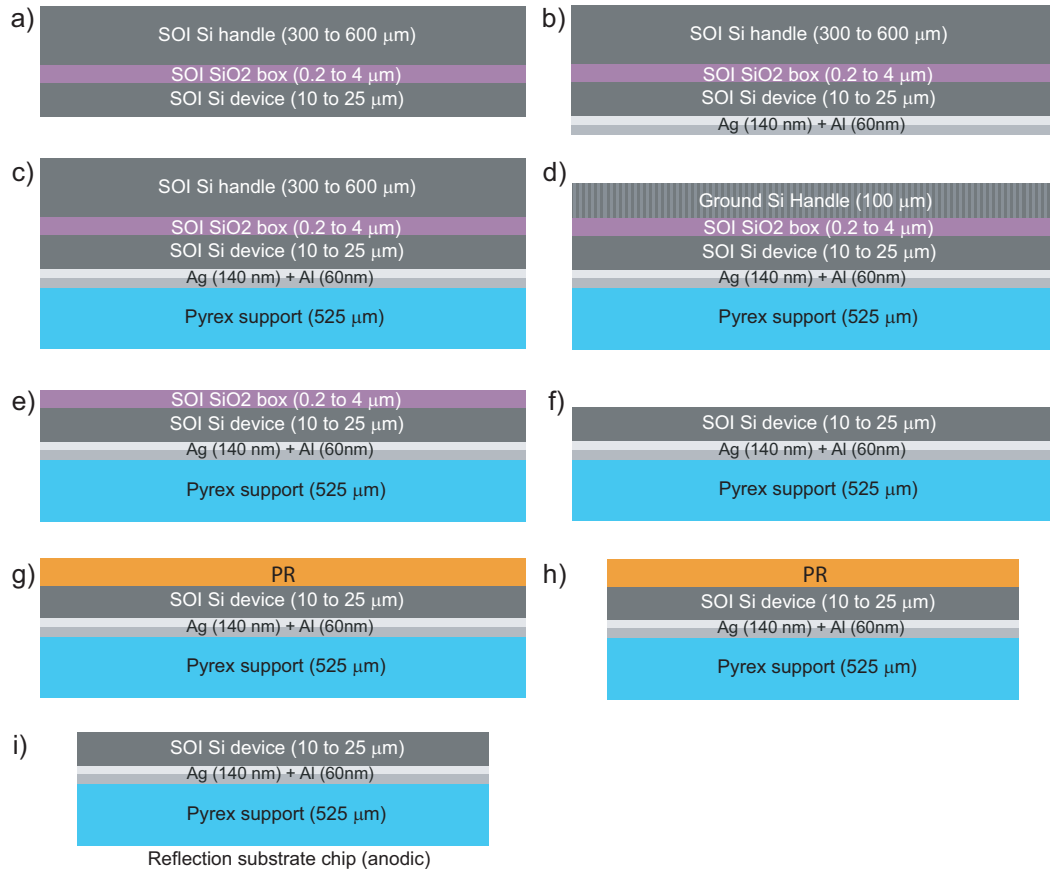 a)
SOI Si handle (300 to 600 μm)
SOI SiO2 box (0.2 to 4 μm)
SOI Si device (10 to 25 μm)
b)
SOI Si handle (300 to 600 μm)
SOI SiO2 box (0.2 to 4 μm)
SOI Si device (10 to 25 μm)
Ag (140 nm) + Al (60nm)
c)
SOI Si handle (300 to 600 μm)
SOI SiO2 box (0.2 to 4 μm)
SOI Si device (10 to 25 μm)
Ag (140 nm) + Al (60nm)
Pyrex support (525 μm)
d)
Ground Si Handle (100 μm)
SOI SiO2 box (0.2 to 4 μm)
SOI Si device (10 to 25 μm)
Ag (140 nm) + Al (60nm)
Pyrex support (525 μm)
e)
SOI SiO2 box (0.2 to 4 μm)
SOI Si device (10 to 25 μm)
Ag (140 nm) + Al (60nm)
Pyrex support (525 μm)
f)
SOI Si device (10 to 25 μm)
Ag (140 nm) + Al (60nm)
Pyrex support (525 μm)
g)
PR
SOI Si device (10 to 25 μm)
Ag (140 nm) + Al (60nm)
Pyrex support (525 μm)
h)
PR
SOI Si device (10 to 25 μm)
Ag (140 nm) + Al (60nm)
Pyrex support (525 μm)
i)
SOI Si device (10 to 25 μm)
Ag (140 nm) + Al (60nm)
Pyrex support (525 μm)
Reflection substrate chip (anodic)